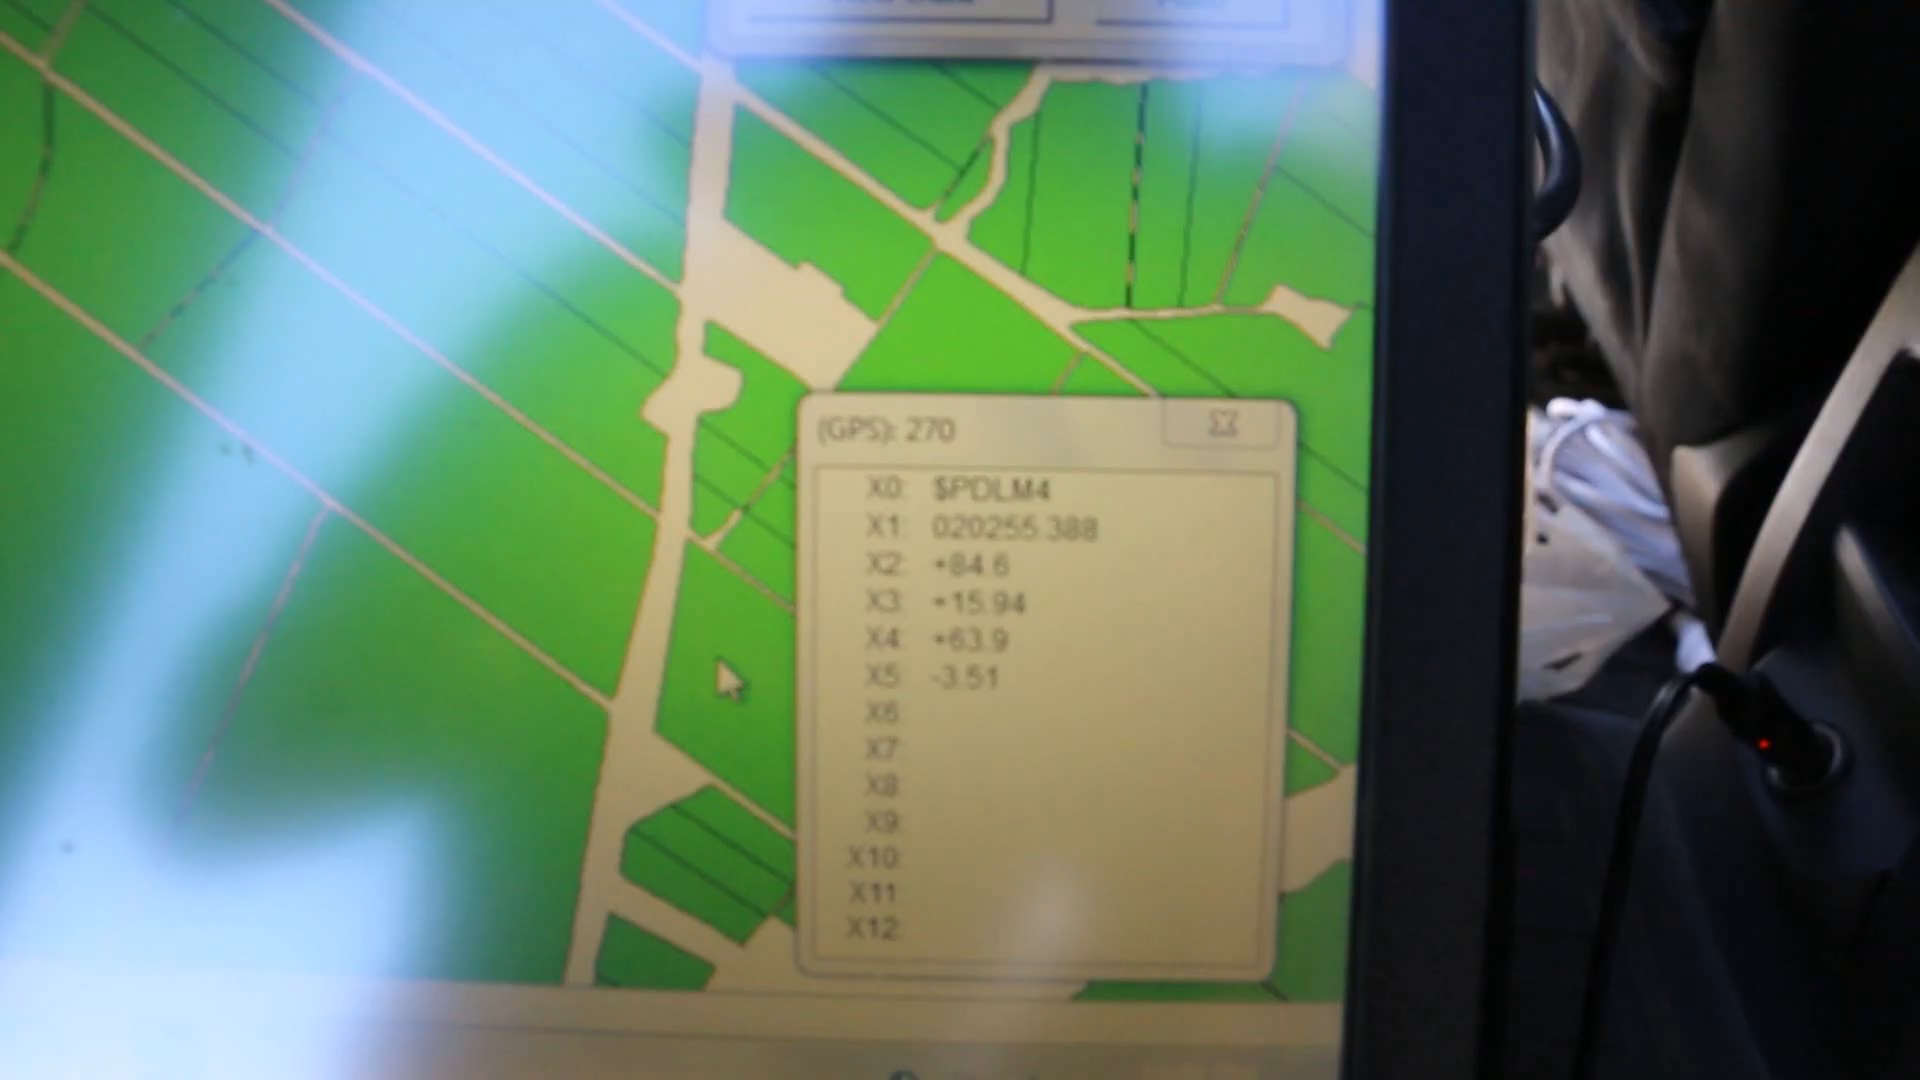 (GPS): 270
X0: $PDLM4
X1: 020255.388
X2: +84.6
X3: +15.94
X4: +63.9
X5: -3.51
X6:
X7:
X8:
X9:
X10:
X11:
X12: